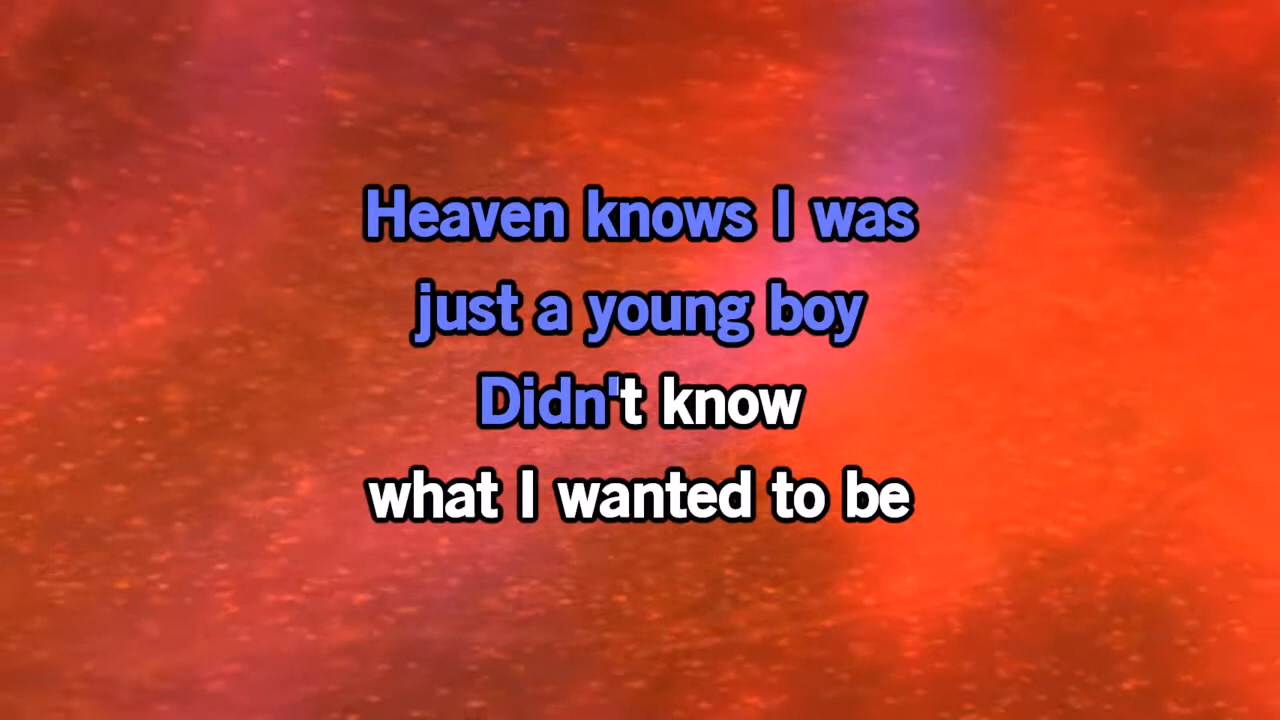 Heaven knows I was
just a young boy
Didn't know
what I wanted to be